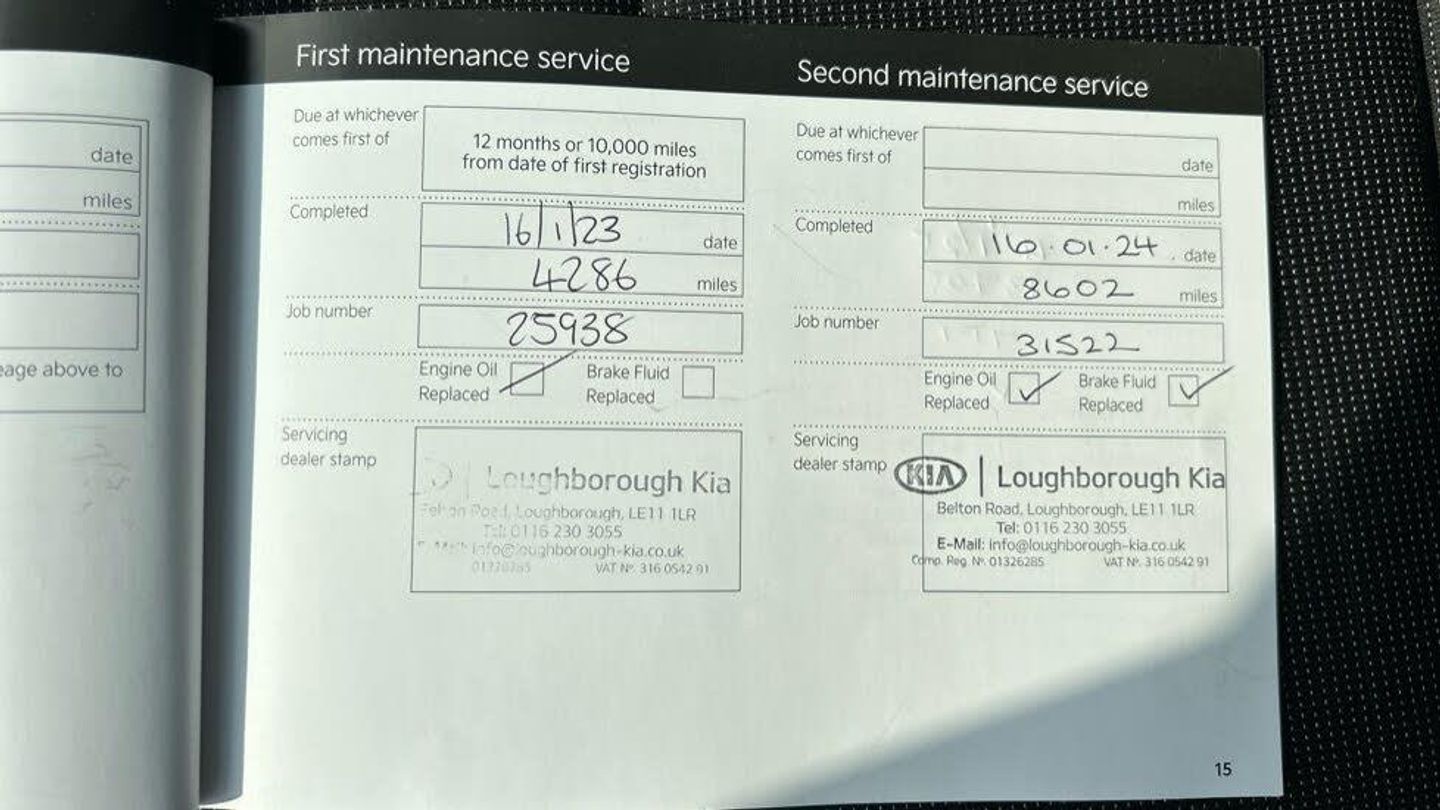 date
miles
eage above to
First maintenance service
Due at whichever
comes first of
12 months or 10,000 miles
from date of first registration
Completed
16/1/23 date
4286 miles
Job number
25938
Engine Oil
Replaced
Brake Fluid
Replaced
Servicing
dealer stamp
Loughborough Kia
Belton Road, Loughborough, LE11 1LR
Tel: 0116 230 3055
E-Mail: info@loughborough-kia.co.uk
VAT Nº. 316 0542 91
Second maintenance service
Due at whichever
comes first of
date
miles
Completed
16.01.24 date
8602 miles
Job number
31522
Engine Oil
Replaced
Brake Fluid
Replaced
Servicing
dealer stamp
KIA | Loughborough Kia
Belton Road, Loughborough, LE11 1LR
Tel: 0116 230 3055
E-Mail: info@loughborough-kia.co.uk
Comp. Reg. Nº. 01326285 VAT Nº. 316 0542 91
15